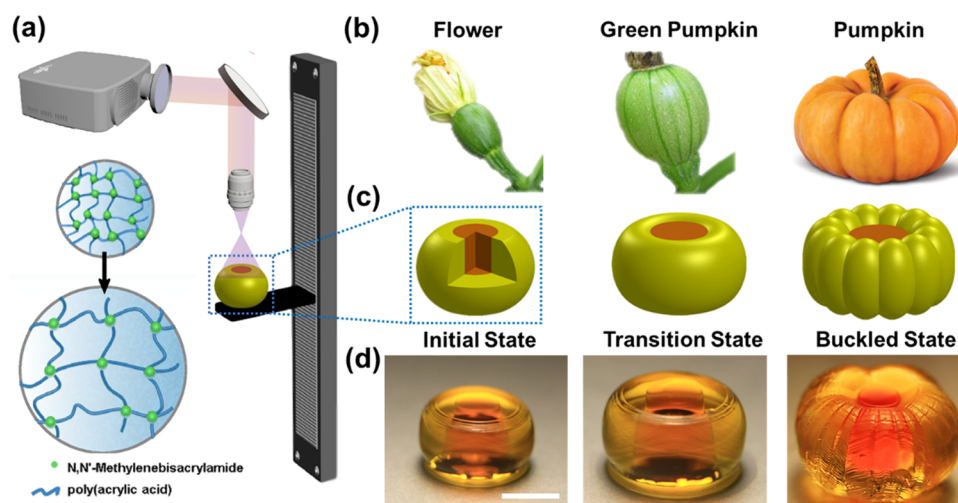 (a)
(b)
Flower
Green Pumpkin
Pumpkin
(c)
Initial State
Transition State
Buckled State
(d)
N,N'-Methylenebisacrylamide
poly(acrylic acid)